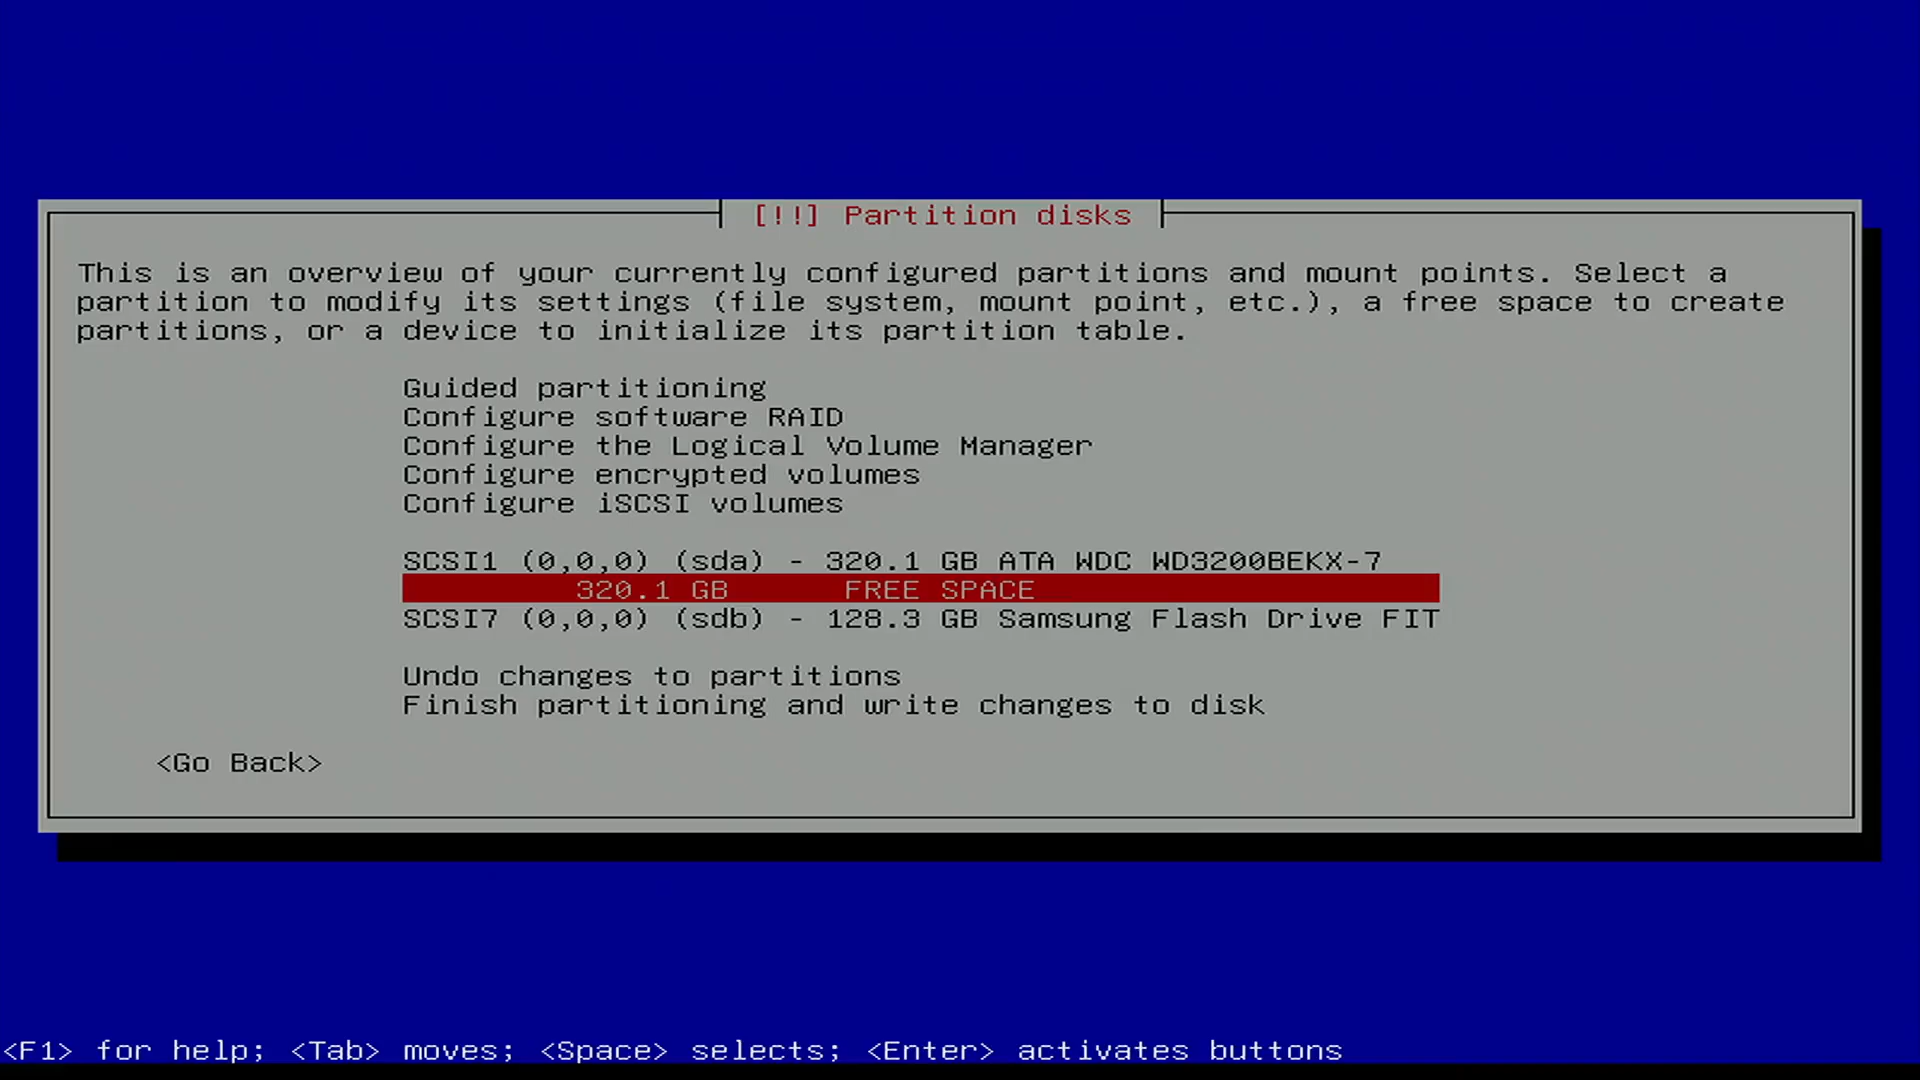 [!!] Partition disks
This is an overview of your currently configured partitions and mount points. Select a
partition to modify its settings (file system, mount point, etc.), a free space to create
partitions, or a device to initialize its partition table.
Guided partitioning
Configure software RAID
Configure the Logical Volume Manager
Configure encrypted volumes
Configure iSCSI volumes
SCSI1 (0,0,0) (sda) - 320.1 GB ATA WDC WD3200BEKX-7
320.1 GB FREE SPACE
SCSI7 (0,0,0) (sdb) - 128.3 GB Samsung Flash Drive FIT
Undo changes to partitions
Finish partitioning and write changes to disk
<Go Back>
<F1> for help; <Tab> moves; <Space> selects; <Enter> activates buttons